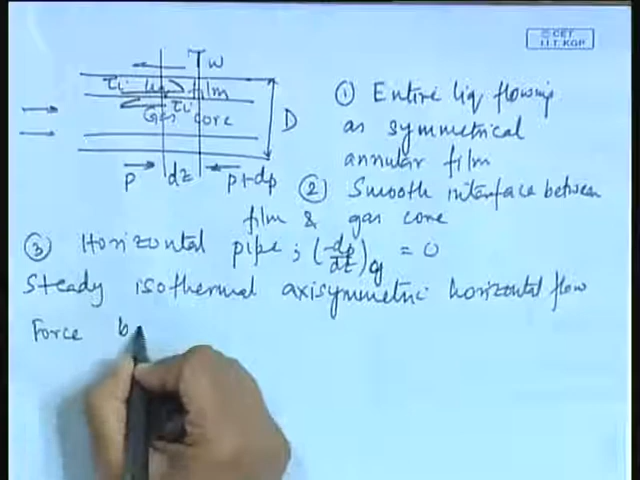 © CET
I.I.T. KGP
τw
τi liq film
τi
Gas core
D
P dz p+dp
① Entire liq flowing
as symmetrical
annular film
② Smooth interface between
film & gas core
③ Horizontal pipe ; (-dp/dz)g = 0
Steady isothermal axisymmetric horizontal flow
Force b